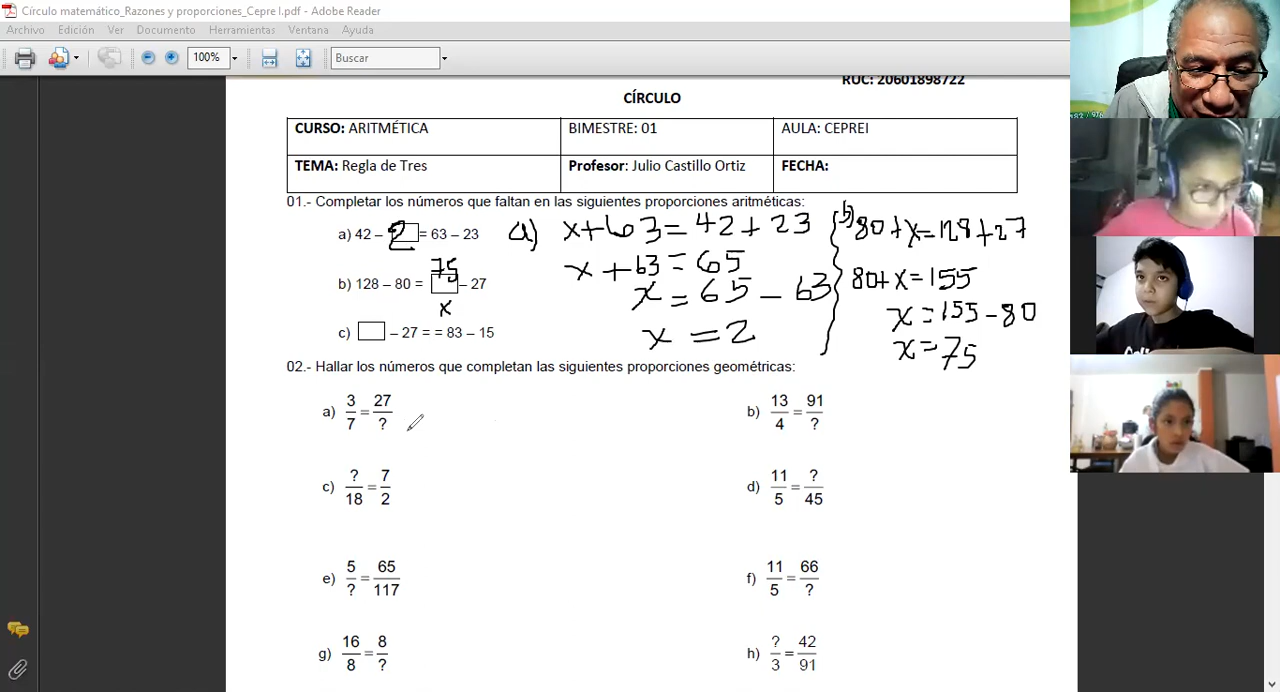 Círculo matemático_Razones y proporciones_Cepre I.pdf - Adobe Reader
Archivo Edición Ver Documento Herramientas Ventana Ayuda
100% Buscar
RUC: 20601898722
CÍRCULO
CURSO: ARITMÉTICA BIMESTRE: 01 AULA: CEPREI
TEMA: Regla de Tres Profesor: Julio Castillo Ortiz FECHA:
01.- Completar los números que faltan en las siguientes proporciones aritméticas:
a) 42 – 2 = 63 – 23
75
b) 128 – 80 = – 27
x
c) – 27 = = 83 – 15
a) x+63=42+23
x+63=65
x=65-63
x=2
b) 80+x=128+27
80+x=155
x=155-80
x=75
02.- Hallar los números que completan las siguientes proporciones geométricas:
a) 3/7 = 27/?
b) 13/4 = 91/?
c) ?/18 = 7/2
d) 11/5 = ?/45
e) 5/? = 65/117
f) 11/5 = 66/?
g) 16/8 = 8/?
h) ?/3 = 42/91